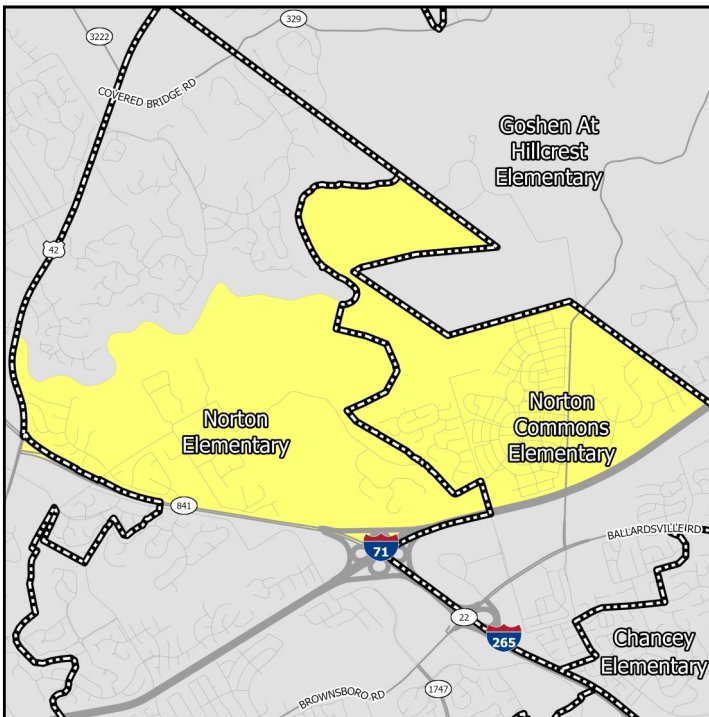 329
3222
COVERED BRIDGE RD
Goshen At
Hillcrest
Elementary
42
Norton
Elementary
Norton
Commons
Elementary
841
BALLARDSVILLE RD
71
22
265
Chancey
Elementary
1747
BROWNSBORO RD